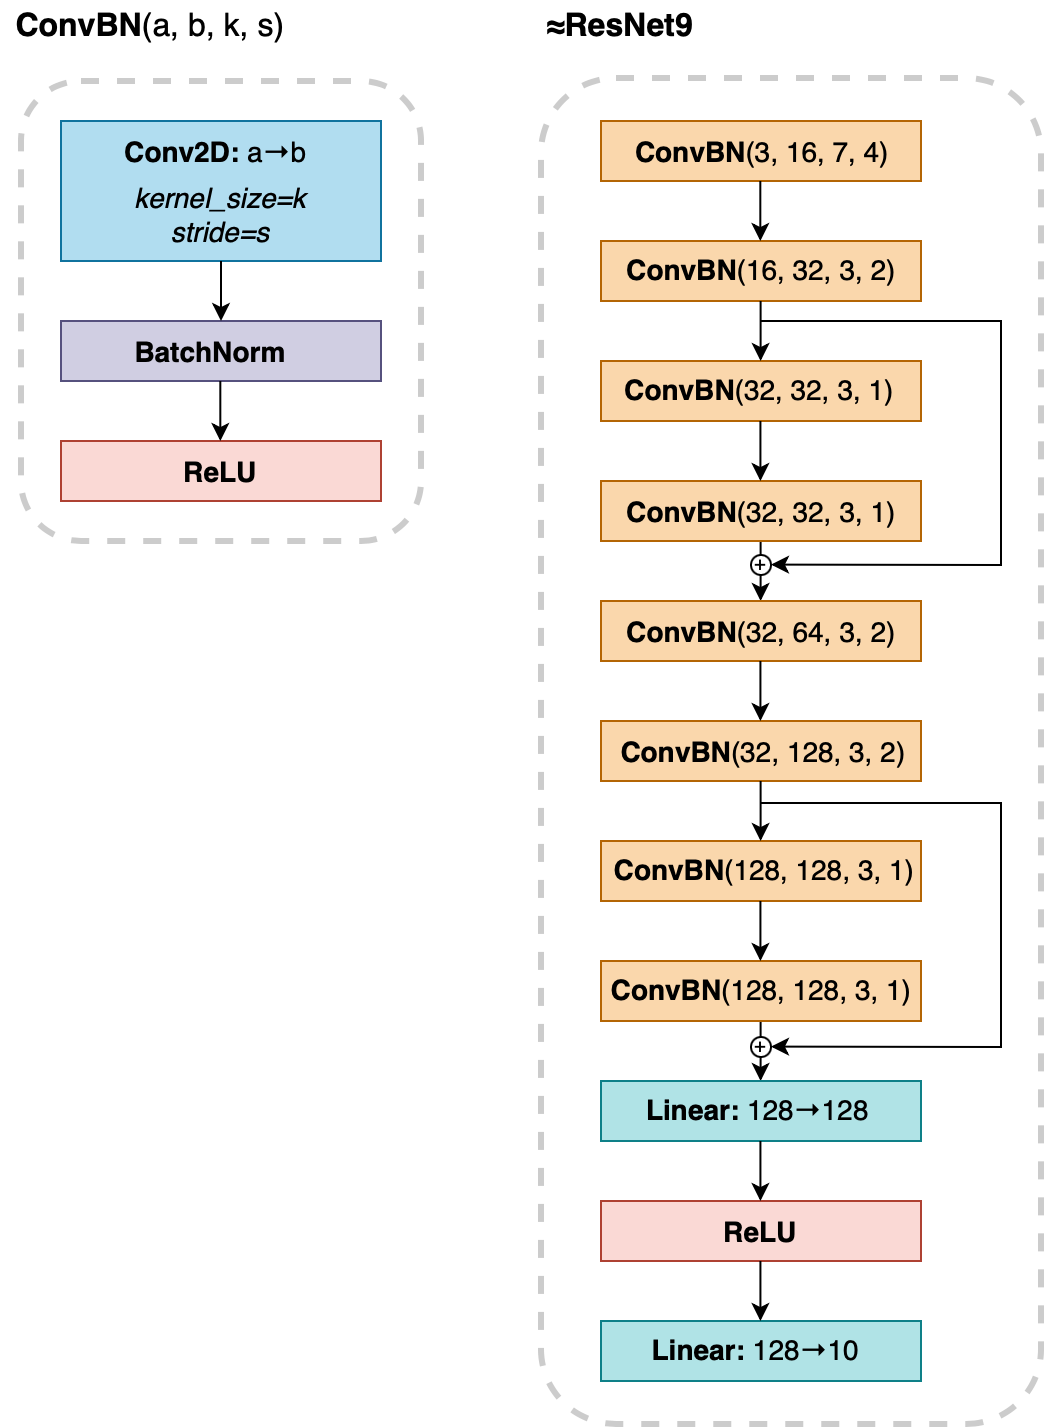 ConvBN(a, b, k, s)
Conv2D: a→b
kernel_size=k
stride=s
BatchNorm
ReLU
≈ResNet9
ConvBN(3, 16, 7, 4)
ConvBN(16, 32, 3, 2)
ConvBN(32, 32, 3, 1)
ConvBN(32, 32, 3, 1)
ConvBN(32, 64, 3, 2)
ConvBN(32, 128, 3, 2)
ConvBN(128, 128, 3, 1)
ConvBN(128, 128, 3, 1)
Linear: 128→128
ReLU
Linear: 128→10